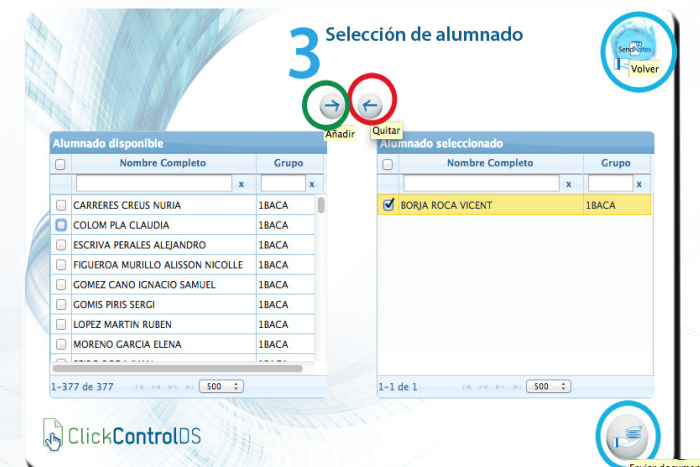 3 Selección de alumnado
SendNotes
Volver
Añadir
Quitar
Alumnado disponible
Nombre Completo Grupo
x x
CARRERES CREUS NURIA 1BACA
COLOM PLA CLAUDIA 1BACA
ESCRIVA PERALES ALEJANDRO 1BACA
FIGUEROA MURILLO ALISSON NICOLLE 1BACA
GOMEZ CANO IGNACIO SAMUEL 1BACA
GOMIS PIRIS SERGI 1BACA
LOPEZ MARTIN RUBEN 1BACA
MORENO GARCIA ELENA 1BACA
1-377 de 377 500
Alumnado seleccionado
Nombre Completo Grupo
x x
BORJA ROCA VICENT 1BACA
1-1 de 1 500
ClickControlDS